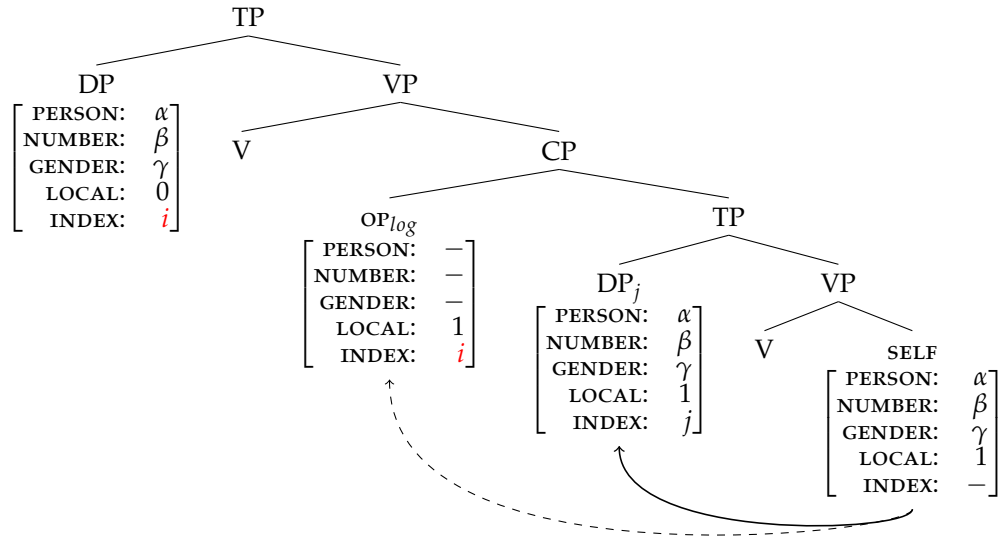 TP
DP
PERSON: α
NUMBER: β
GENDER: γ
LOCAL: 0
INDEX: i
VP
V
CP
OP_log
PERSON: −
NUMBER: −
GENDER: −
LOCAL: 1
INDEX: i
TP
DP_j
PERSON: α
NUMBER: β
GENDER: γ
LOCAL: 1
INDEX: j
VP
V
SELF
PERSON: α
NUMBER: β
GENDER: γ
LOCAL: 1
INDEX: −